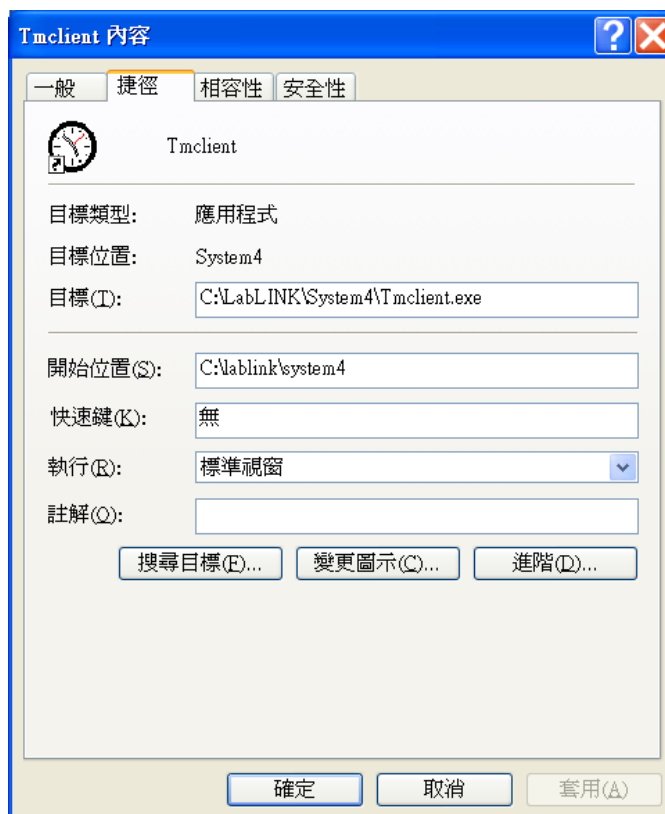 Tmclient 內容
一般 捷徑 相容性 安全性
Tmclient
目標類型: 應用程式
目標位置: System4
目標(T): C:\LabLINK\System4\Tmclient.exe
開始位置(S): C:\lablink\system4
快速鍵(K): 無
執行(R): 標準視窗
註解(O):
搜尋目標(F)... 變更圖示(C)... 進階(D)...
確定 取消 套用(A)